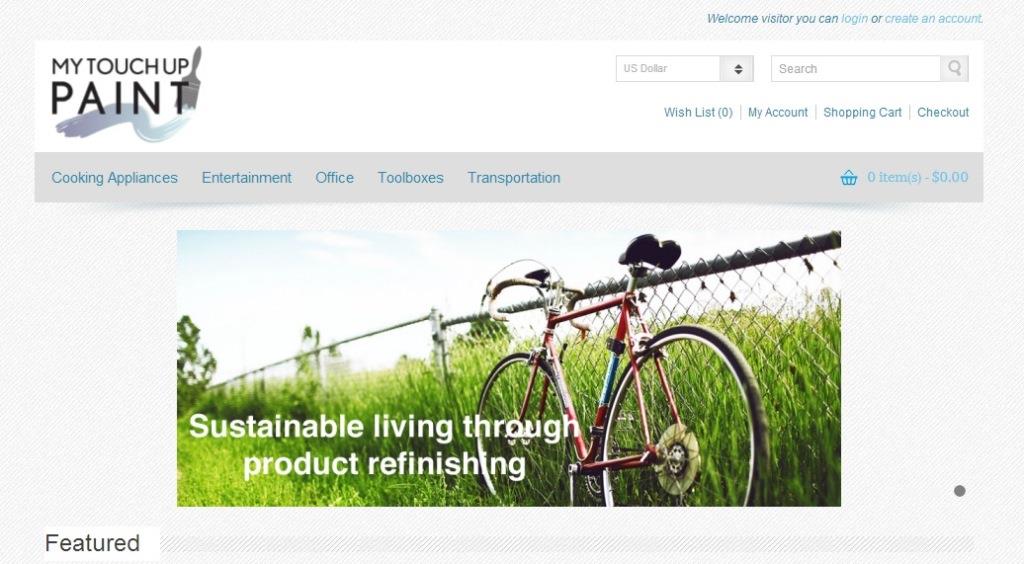 Welcome visitor you can login or create an account.
MY TOUCH UP
PAINT
US Dollar
Search
Wish List (0) My Account Shopping Cart Checkout
Cooking Appliances Entertainment Office Toolboxes Transportation
0 item(s) - $0.00
Sustainable living through
product refinishing
Featured